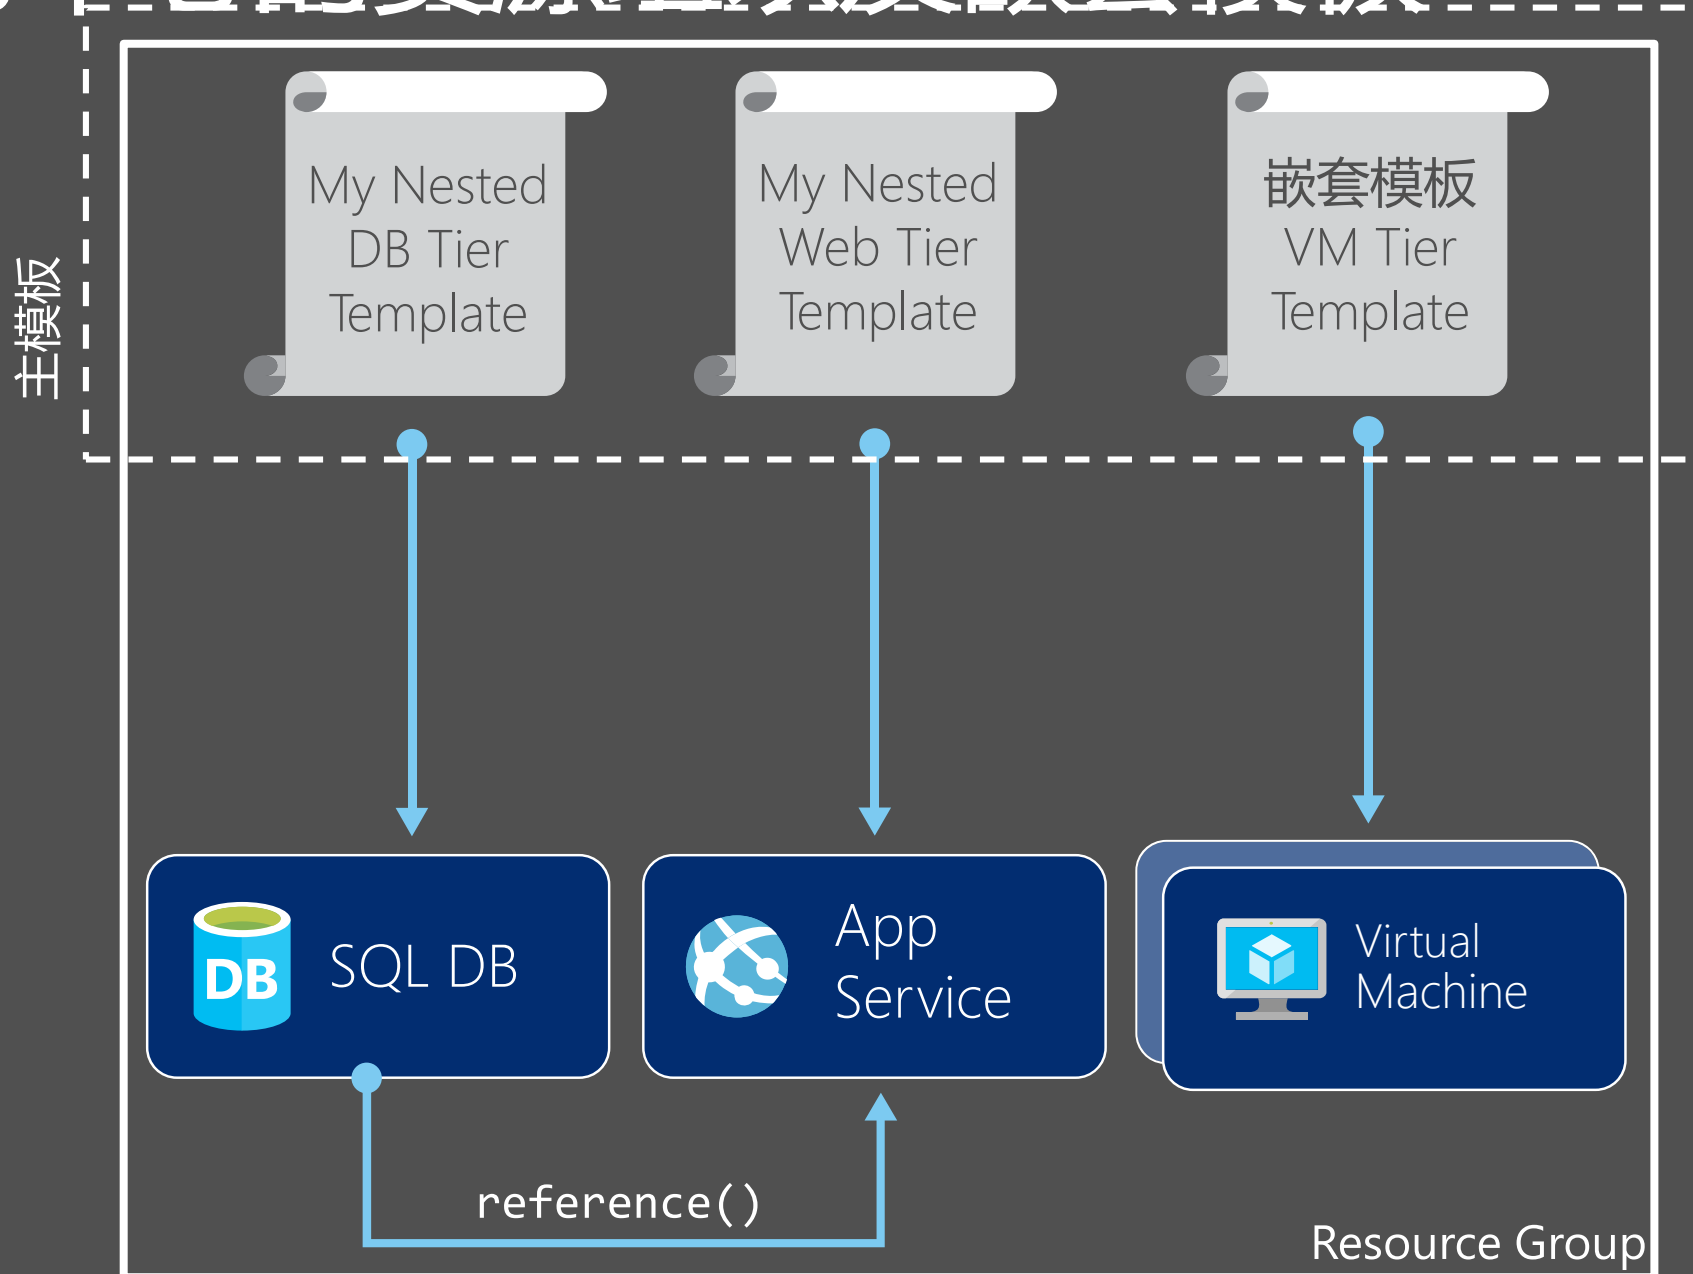 主模板
My Nested
DB Tier
Template
My Nested
Web Tier
Template
嵌套模板
VM Tier
Template
DB
SQL DB
App
Service
Virtual
Machine
reference()
Resource Group